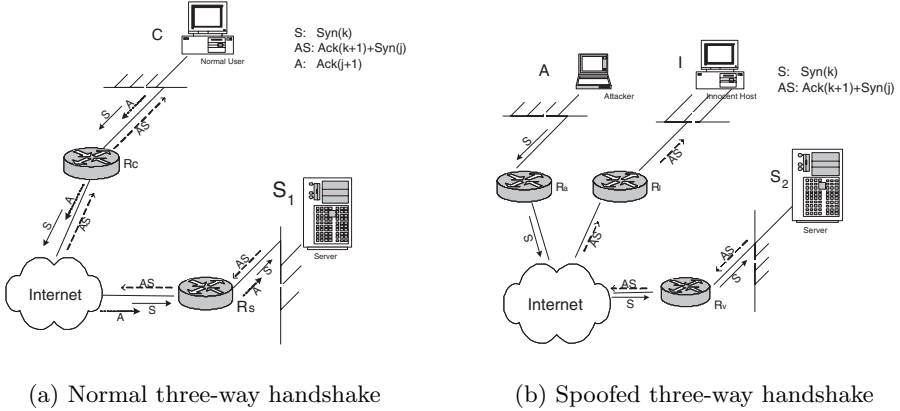 C
Normal User
S: Syn(k)
AS: Ack(k+1)+Syn(j)
A: Ack(j+1)
A
S
AS
Rc
S
A
AS
S1
Server
Internet
AS
S
A
Rs
AS
S
A
(a) Normal three-way handshake
A
Attacker
I
Innocent Host
S: Syn(k)
AS: Ack(k+1)+Syn(j)
S
AS
Ra
Ri
S2
Server
S
AS
Internet
AS
S
Rv
AS
S
(b) Spoofed three-way handshake